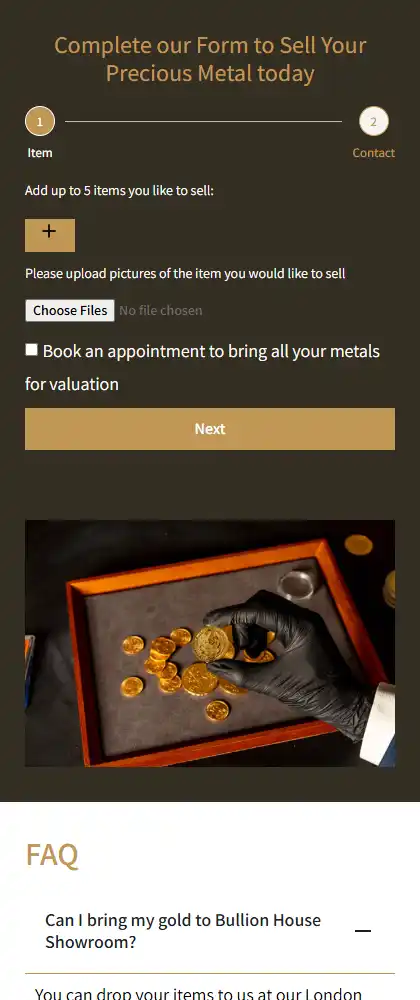 Complete our Form to Sell Your
Precious Metal today
1
2
Item
Contact
Add up to 5 items you like to sell:
+
Please upload pictures of the item you would like to sell
Choose Files No file chosen
Book an appointment to bring all your metals
for valuation
Next
FAQ
Can I bring my gold to Bullion House
Showroom?
You can drop your items to us at our London